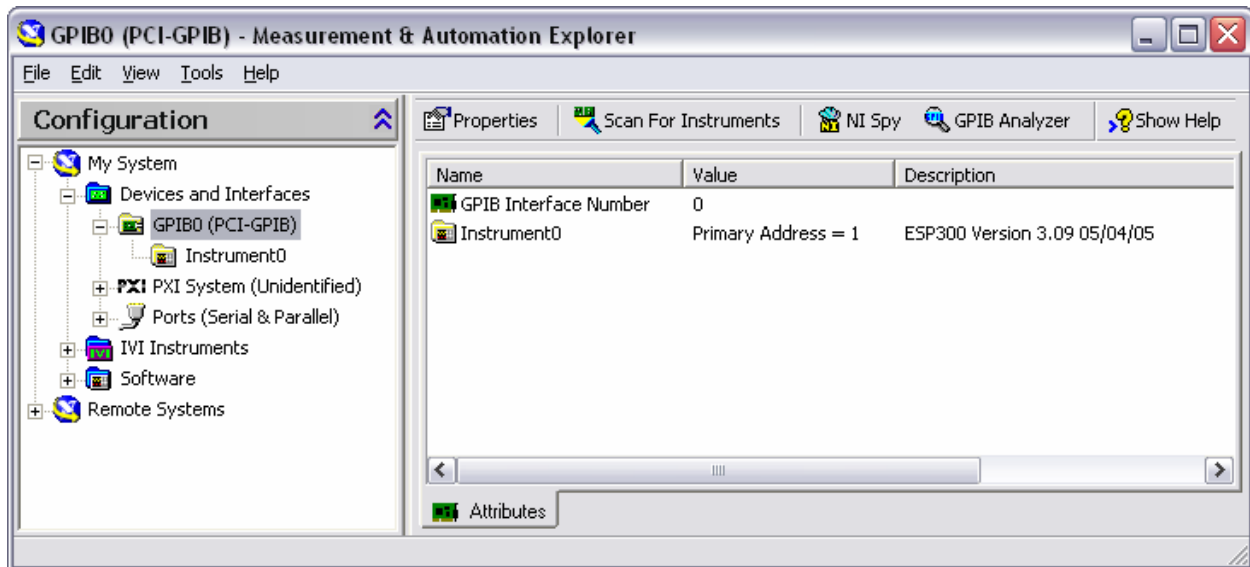 GPIB0 (PCI-GPIB) - Measurement & Automation Explorer
File Edit View Tools Help
Configuration
My System
Devices and Interfaces
GPIB0 (PCI-GPIB)
Instrument0
PXI PXI System (Unidentified)
Ports (Serial & Parallel)
IVI IVI Instruments
Software
Remote Systems
Properties Scan For Instruments NI Spy GPIB Analyzer Show Help
Name Value Description
GPIB Interface Number 0
Instrument0 Primary Address = 1 ESP300 Version 3.09 05/04/05
Attributes